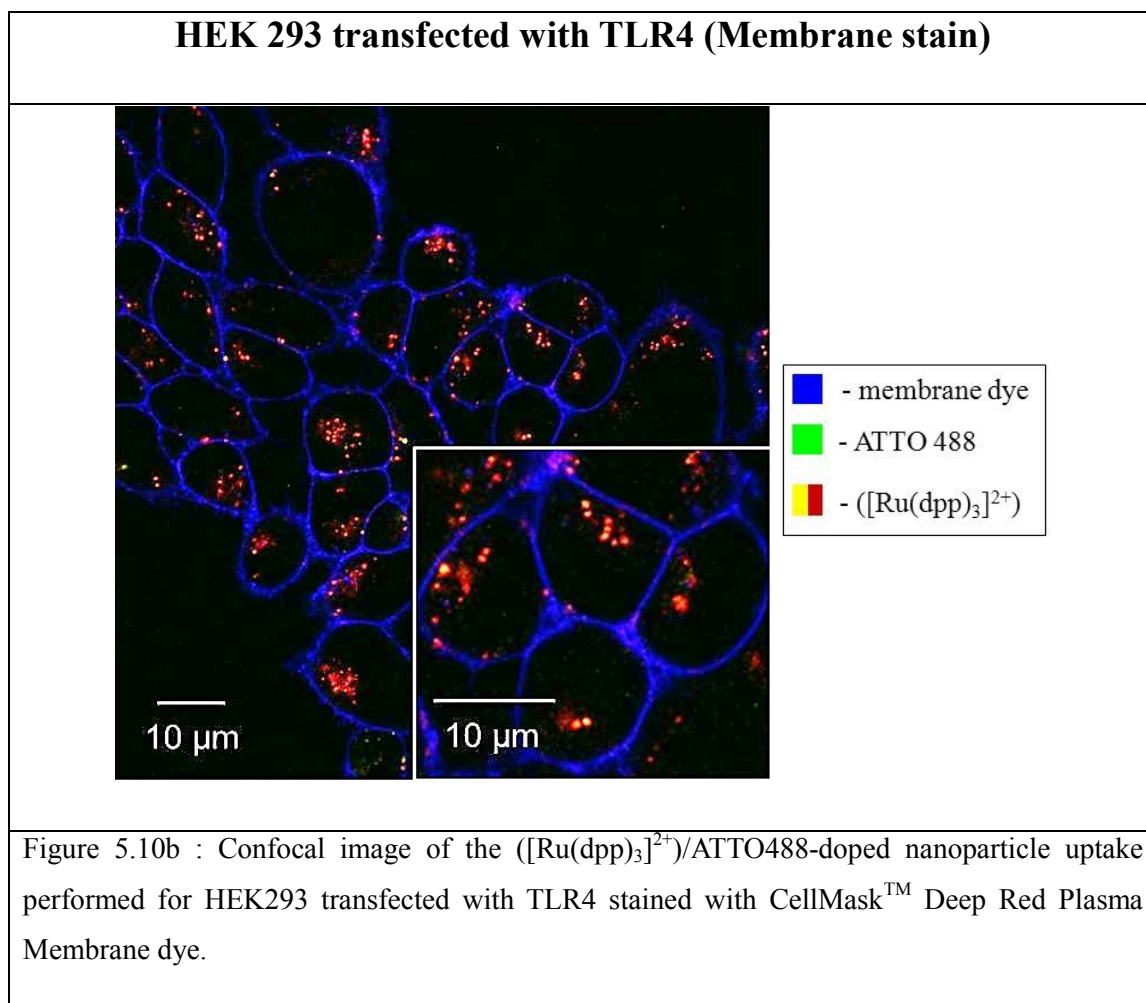 HEK 293 transfected with TLR4 (Membrane stain)
10 µm
10 µm
- membrane dye
- ATTO 488
- ([Ru(dpp)₃]²⁺)
Figure 5.10b : Confocal image of the ([Ru(dpp)₃]²⁺)/ATTO488-doped nanoparticle uptake
performed for HEK293 transfected with TLR4 stained with CellMask™ Deep Red Plasma
Membrane dye.